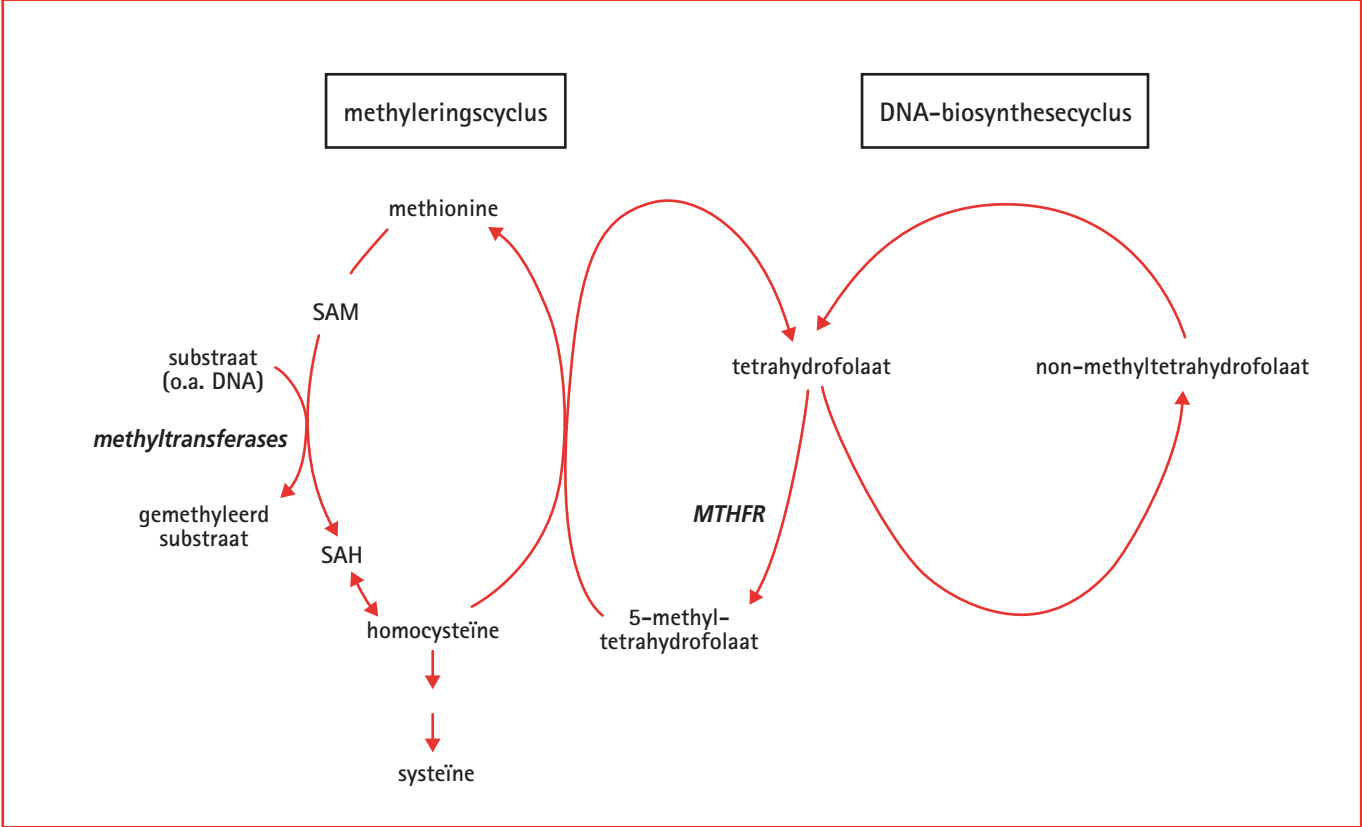 methyleringscyclus
DNA-biosynthesecyclus
methionine
SAM
substraat
(o.a. DNA)
methyltransferases
gemethyleerd
substraat
SAH
homocysteïne
systeïne
tetrahydrofolaat
non-methyltetrahydrofolaat
MTHFR
5-methyl-
tetrahydrofolaat